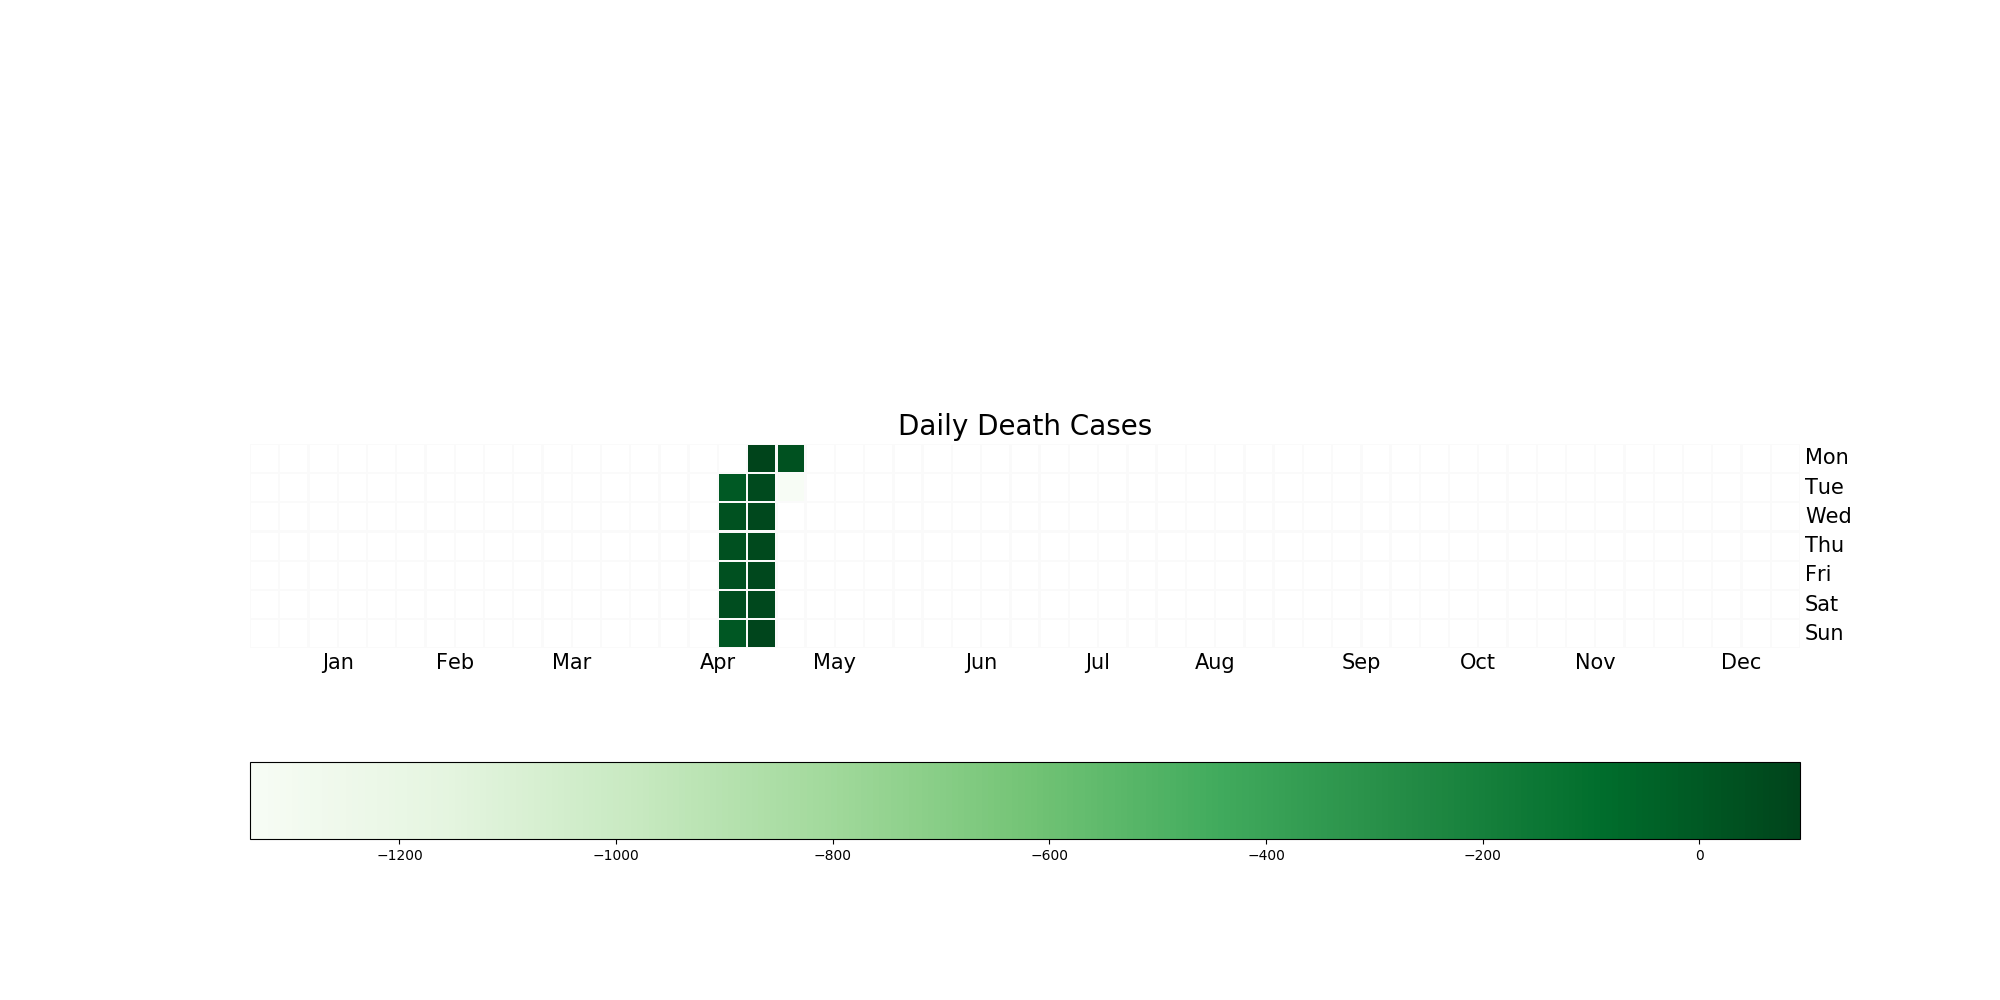 Daily Death Cases
Mon
Tue
Wed
Thu
Fri
Sat
Sun
Jan Feb Mar Apr May Jun Jul Aug Sep Oct Nov Dec
−1200 −1000 −800 −600 −400 −200 0